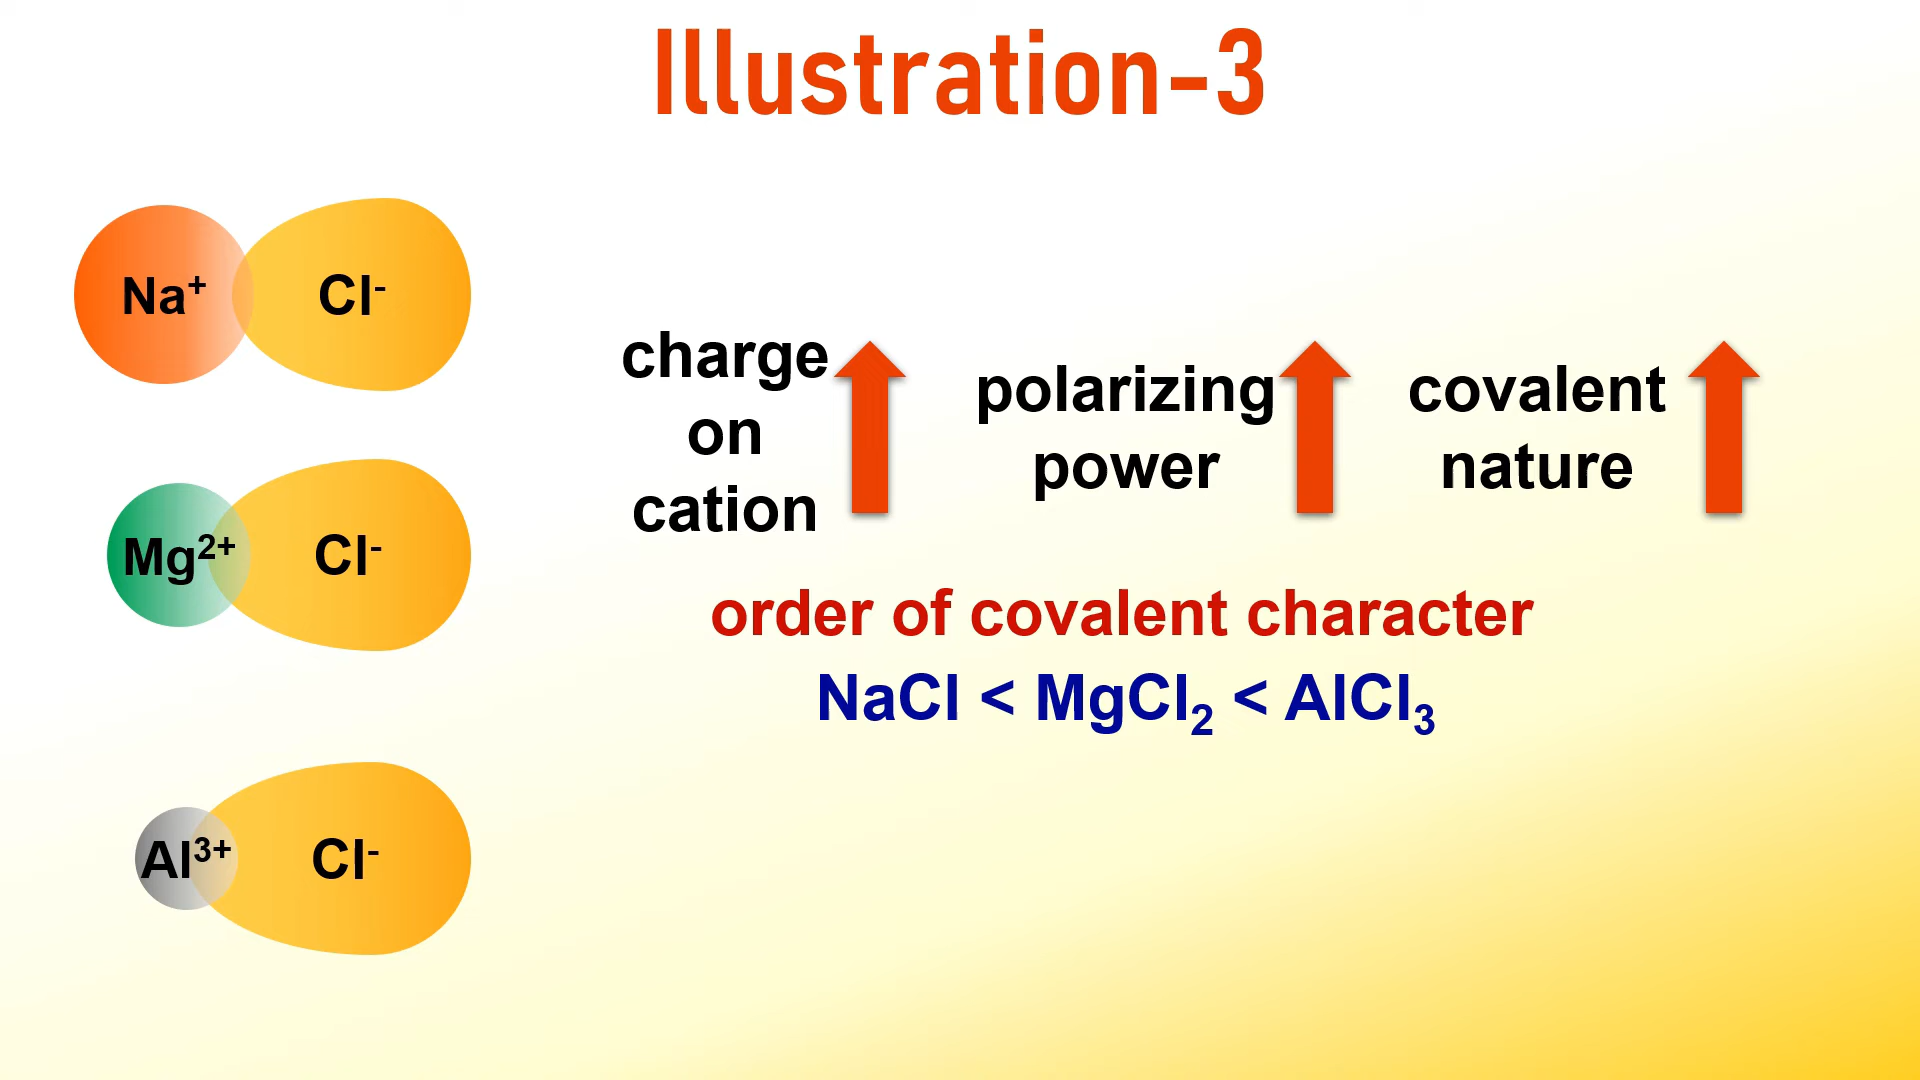 Illustration-3
Na⁺ Cl⁻
Mg²⁺ Cl⁻
Al³⁺ Cl⁻
charge
on
cation
polarizing
power
covalent
nature
order of covalent character
NaCl < MgCl₂ < AlCl₃